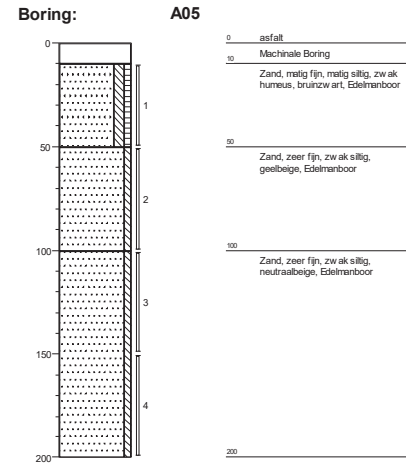 Boring: A05
0
50
100
150
200
1
2
3
4
0 asfalt
Machinale Boring
10
Zand, matig fijn, matig siltig, zwak
humeus, bruinzwart, Edelmanboor
50
Zand, zeer fijn, zwak siltig,
geelbeige, Edelmanboor
100
Zand, zeer fijn, zwak siltig,
neutraalbeige, Edelmanboor
200